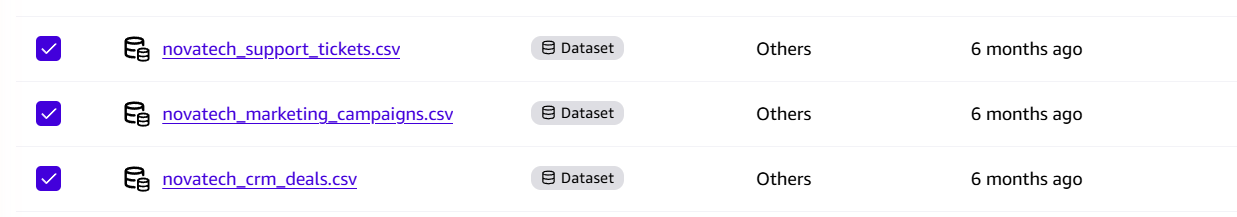 novatech_support_tickets.csv Dataset Others 6 months ago
novatech_marketing_campaigns.csv Dataset Others 6 months ago
novatech_crm_deals.csv Dataset Others 6 months ago